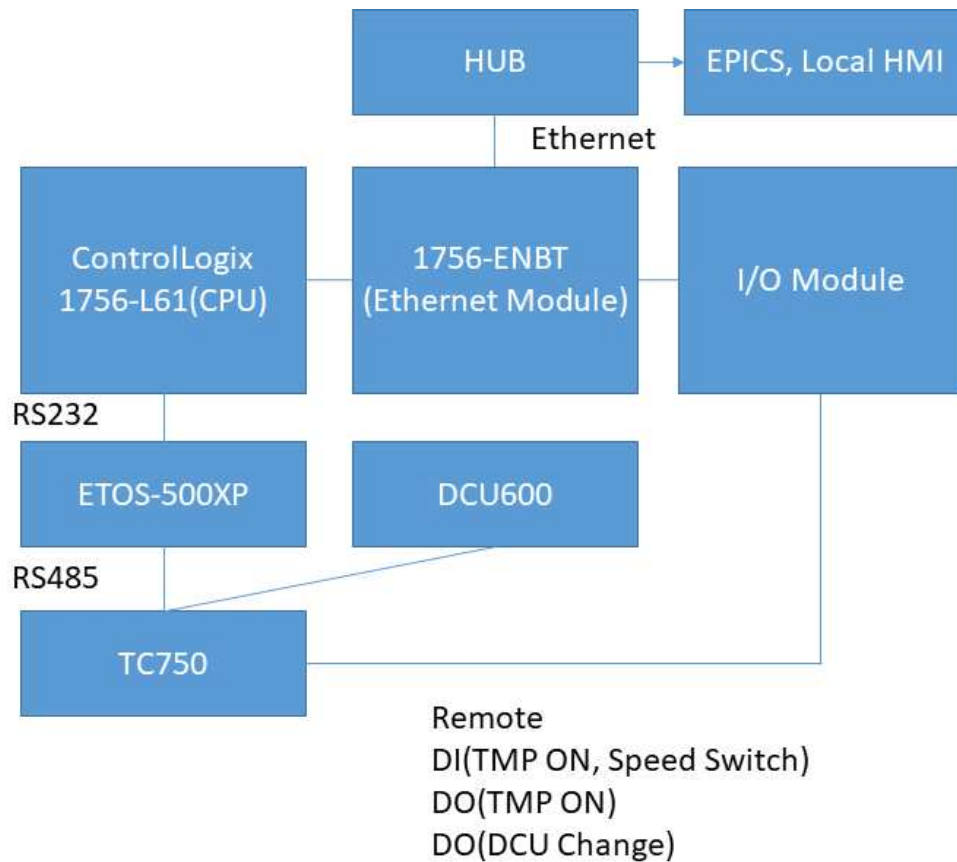 HUB
EPICS, Local HMI
Ethernet
ControlLogix
1756-L61(CPU)
1756-ENBT
(Ethernet Module)
I/O Module
RS232
ETOS-500XP
DCU600
RS485
TC750
Remote
DI(TMP ON, Speed Switch)
DO(TMP ON)
DO(DCU Change)